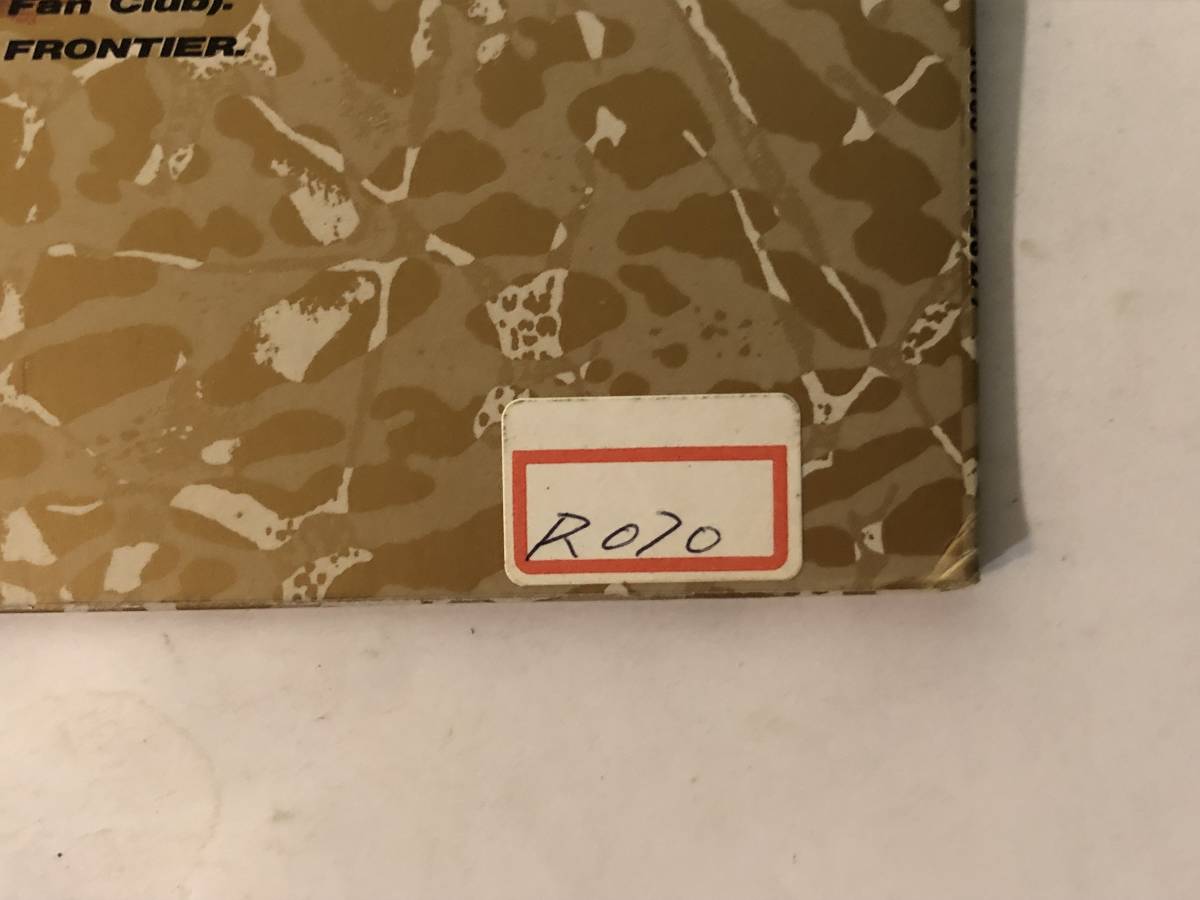 Fan Club).
FRONTIER.
R070